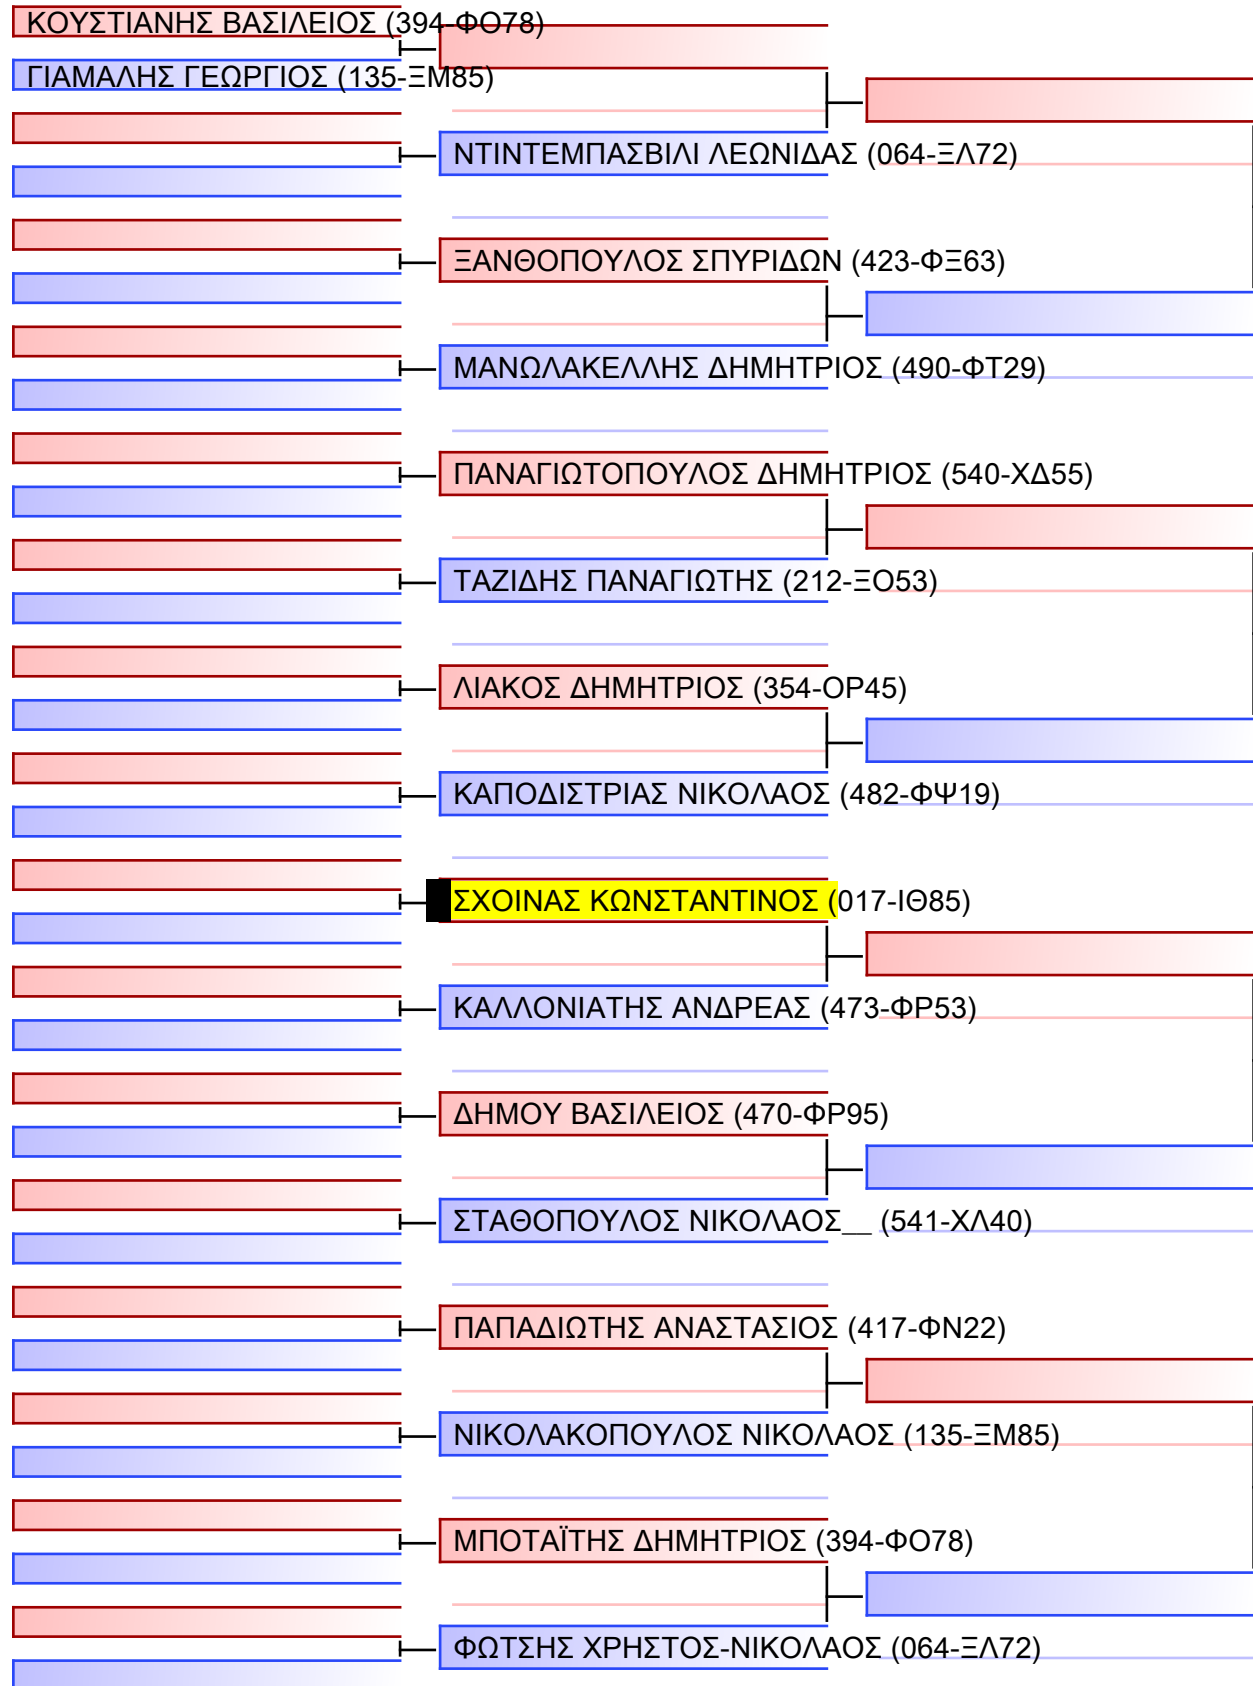 ΚΟΥΣΤΙΑΝΗΣ ΒΑΣΙΛΕΙΟΣ (394-ΦΟ78)
ΓΙΑΜΑΛΗΣ ΓΕΩΡΓΙΟΣ (135-ΞΜ85)
ΝΤΙΝΤΕΜΠΑΣΒΙΛΙ ΛΕΩΝΙΔΑΣ (064-ΞΛ72)
ΞΑΝΘΟΠΟΥΛΟΣ ΣΠΥΡΙΔΩΝ (423-ΦΞ63)
ΜΑΝΩΛΑΚΕΛΛΗΣ ΔΗΜΗΤΡΙΟΣ (490-ΦΤ29)
ΠΑΝΑΓΙΩΤΟΠΟΥΛΟΣ ΔΗΜΗΤΡΙΟΣ (540-ΧΔ55)
ΤΑΖΙΔΗΣ ΠΑΝΑΓΙΩΤΗΣ (212-ΞΟ53)
ΛΙΑΚΟΣ ΔΗΜΗΤΡΙΟΣ (354-ΟΡ45)
ΚΑΠΟΔΙΣΤΡΙΑΣ ΝΙΚΟΛΑΟΣ (482-ΦΨ19)
ΣΧΟΙΝΑΣ ΚΩΝΣΤΑΝΤΙΝΟΣ (017-ΙΘ85)
ΚΑΛΛΟΝΙΑΤΗΣ ΑΝΔΡΕΑΣ (473-ΦΡ53)
ΔΗΜΟΥ ΒΑΣΙΛΕΙΟΣ (470-ΦΡ95)
ΣΤΑΘΟΠΟΥΛΟΣ ΝΙΚΟΛΑΟΣ__ (541-ΧΛ40)
ΠΑΠΑΔΙΩΤΗΣ ΑΝΑΣΤΑΣΙΟΣ (417-ΦΝ22)
ΝΙΚΟΛΑΚΟΠΟΥΛΟΣ ΝΙΚΟΛΑΟΣ (135-ΞΜ85)
ΜΠΟΤΑΪΤΗΣ ΔΗΜΗΤΡΙΟΣ (394-ΦΟ78)
ΦΩΤΣΗΣ ΧΡΗΣΤΟΣ-ΝΙΚΟΛΑΟΣ (064-ΞΛ72)